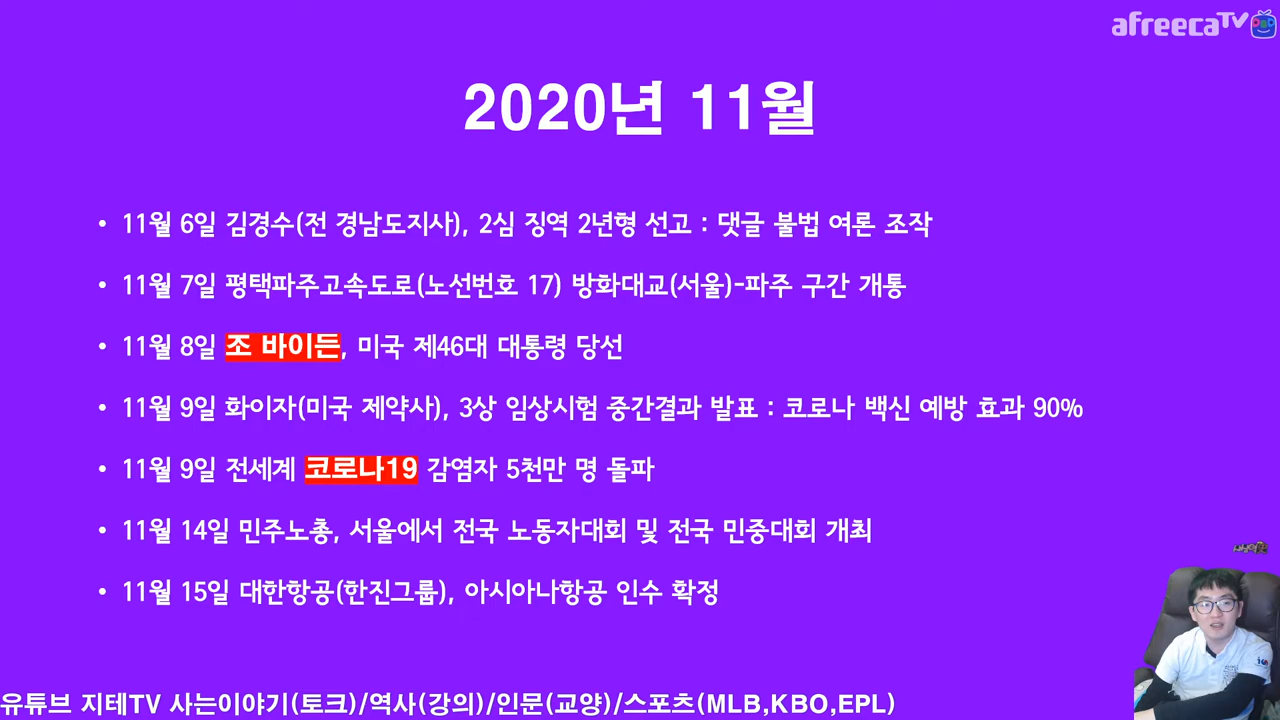 afreecaTV
2020년 11월
• 11월 6일 김경수(전 경남도지사), 2심 징역 2년형 선고 : 댓글 불법 여론 조작
• 11월 7일 평택파주고속도로(노선번호 17) 방화대교(서울)-파주 구간 개통
• 11월 8일 조 바이든, 미국 제46대 대통령 당선
• 11월 9일 화이자(미국 제약사), 3상 임상시험 중간결과 발표 : 코로나 백신 예방 효과 90%
• 11월 9일 전세계 코로나19 감염자 5천만 명 돌파
• 11월 14일 민주노총, 서울에서 전국 노동자대회 및 전국 민중대회 개최
• 11월 15일 대한항공(한진그룹), 아시아나항공 인수 확정
유튜브 지테TV 사는이야기(토크)/역사(강의)/인문(교양)/스포츠(MLB,KBO,EPL)